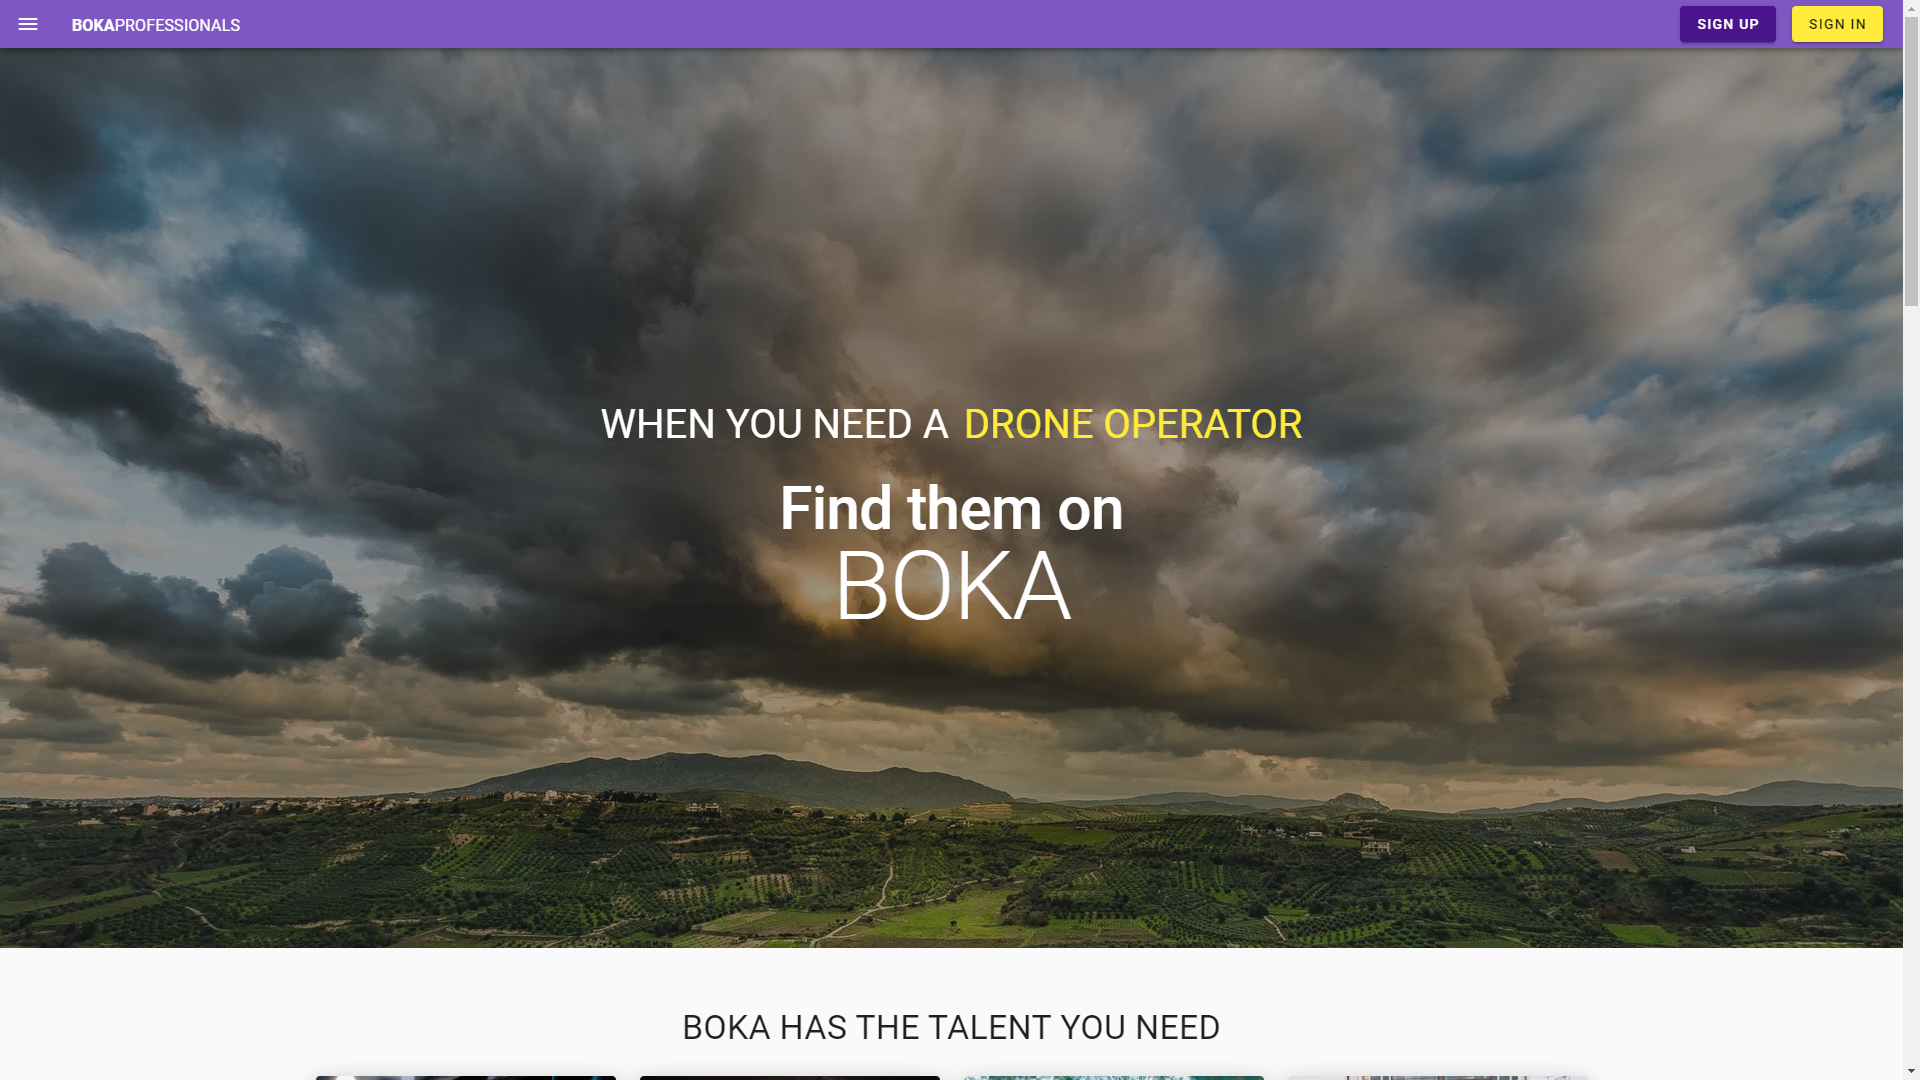 BOKAPROFESSIONALS
SIGN UP
SIGN IN
WHEN YOU NEED A DRONE OPERATOR
Find them on
BOKA
BOKA HAS THE TALENT YOU NEED